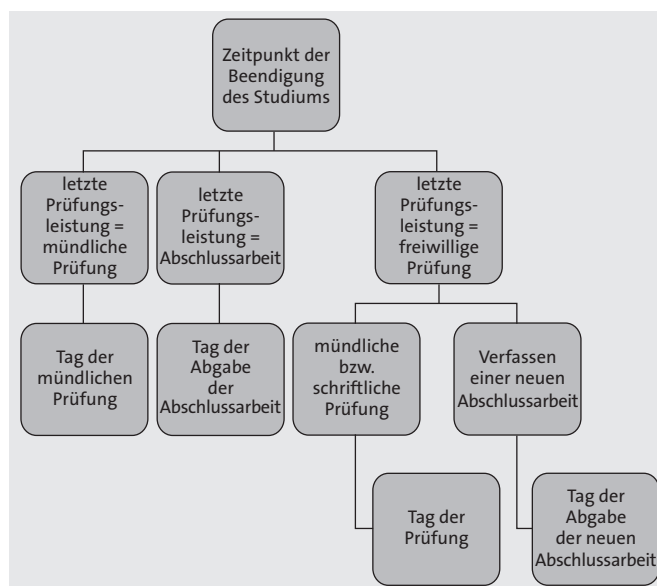 Zeitpunkt der
Beendigung
des Studiums
letzte
Prüfungs-
leistung =
mündliche
Prüfung
letzte
Prüfungs-
leistung =
Abschlussarbeit
letzte
Prüfungs-
leistung =
freiwillige
Prüfung
Tag der
mündlichen
Prüfung
Tag der
Abgabe
der
Abschlussarbeit
mündliche
bzw.
schriftliche
Prüfung
Verfassen
einer neuen
Abschlussarbeit
Tag der
Prüfung
Tag der
Abgabe
der neuen
Abschlussarbeit